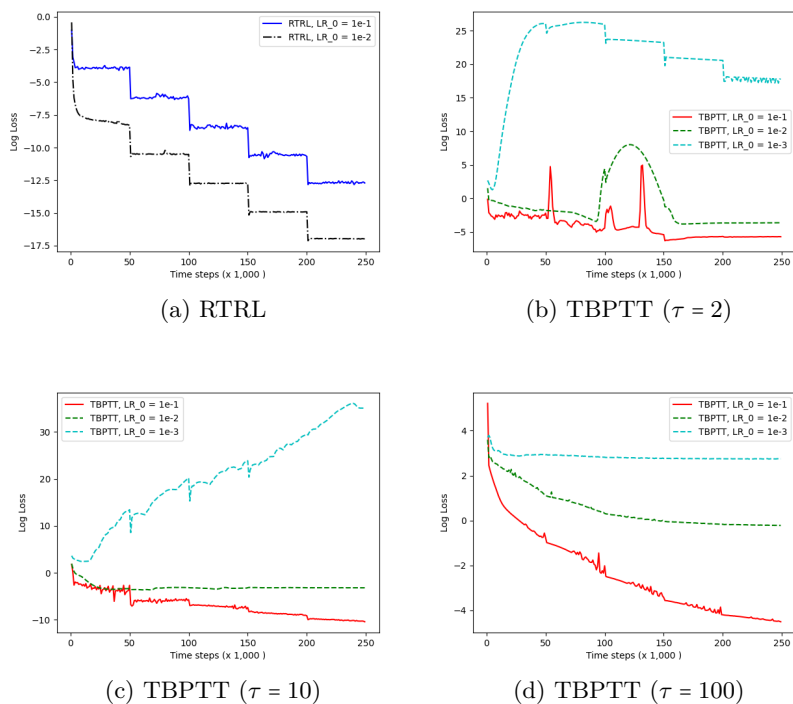 0.0
−2.5
−5.0
−7.5
−10.0
−12.5
−15.0
−17.5
Log Loss
RTRL, LR_0 = 1e-1
RTRL, LR_0 = 1e-2
0 50 100 150 200 250
Time steps (x 1,000 )
(a) RTRL
25
20
15
10
5
0
−5
Log Loss
TBPTT, LR_0 = 1e-1
TBPTT, LR_0 = 1e-2
TBPTT, LR_0 = 1e-3
0 50 100 150 200 250
Time steps (x 1,000 )
(b) TBPTT (τ = 2)
30
20
10
0
−10
Log Loss
TBPTT, LR_0 = 1e-1
TBPTT, LR_0 = 1e-2
TBPTT, LR_0 = 1e-3
0 50 100 150 200 250
Time steps (x 1,000 )
(c) TBPTT (τ = 10)
4
2
0
−2
−4
Log Loss
TBPTT, LR_0 = 1e-1
TBPTT, LR_0 = 1e-2
TBPTT, LR_0 = 1e-3
0 50 100 150 200 250
Time steps (x 1,000 )
(d) TBPTT (τ = 100)